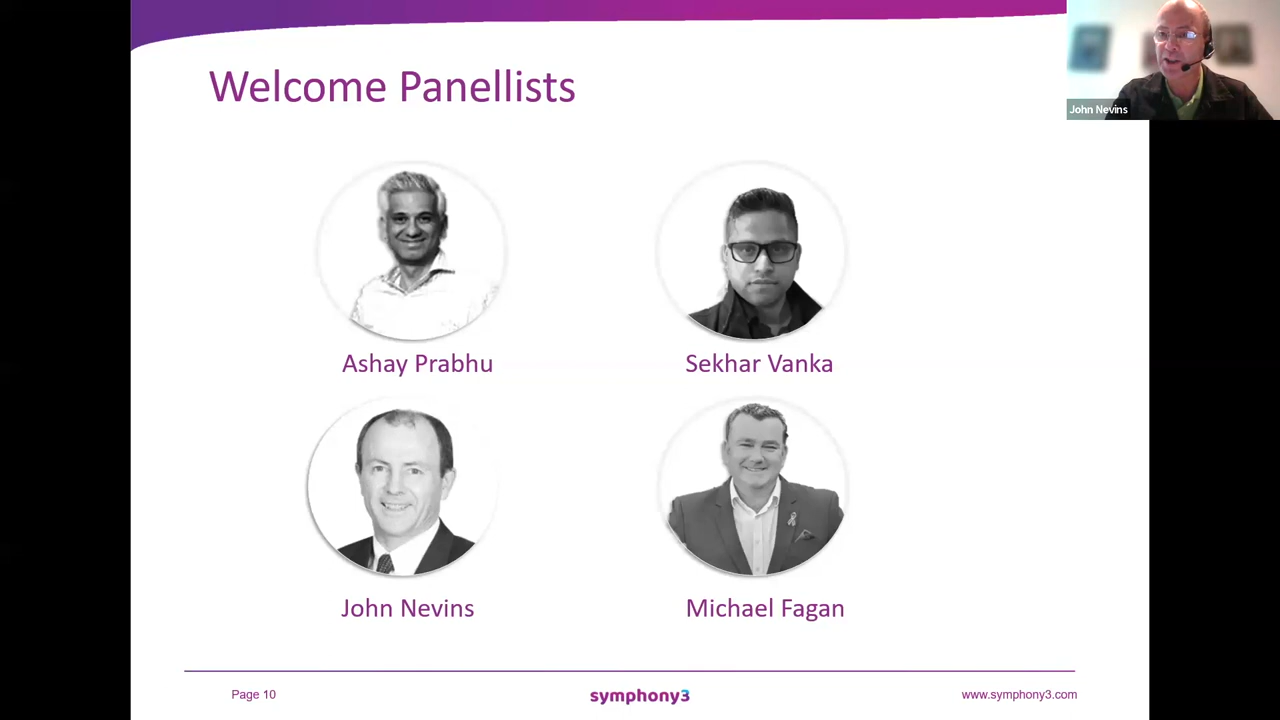 Welcome Panellists
John Nevins
Ashay Prabhu
Sekhar Vanka
John Nevins
Michael Fagan
Page 10
symphony3
www.symphony3.com